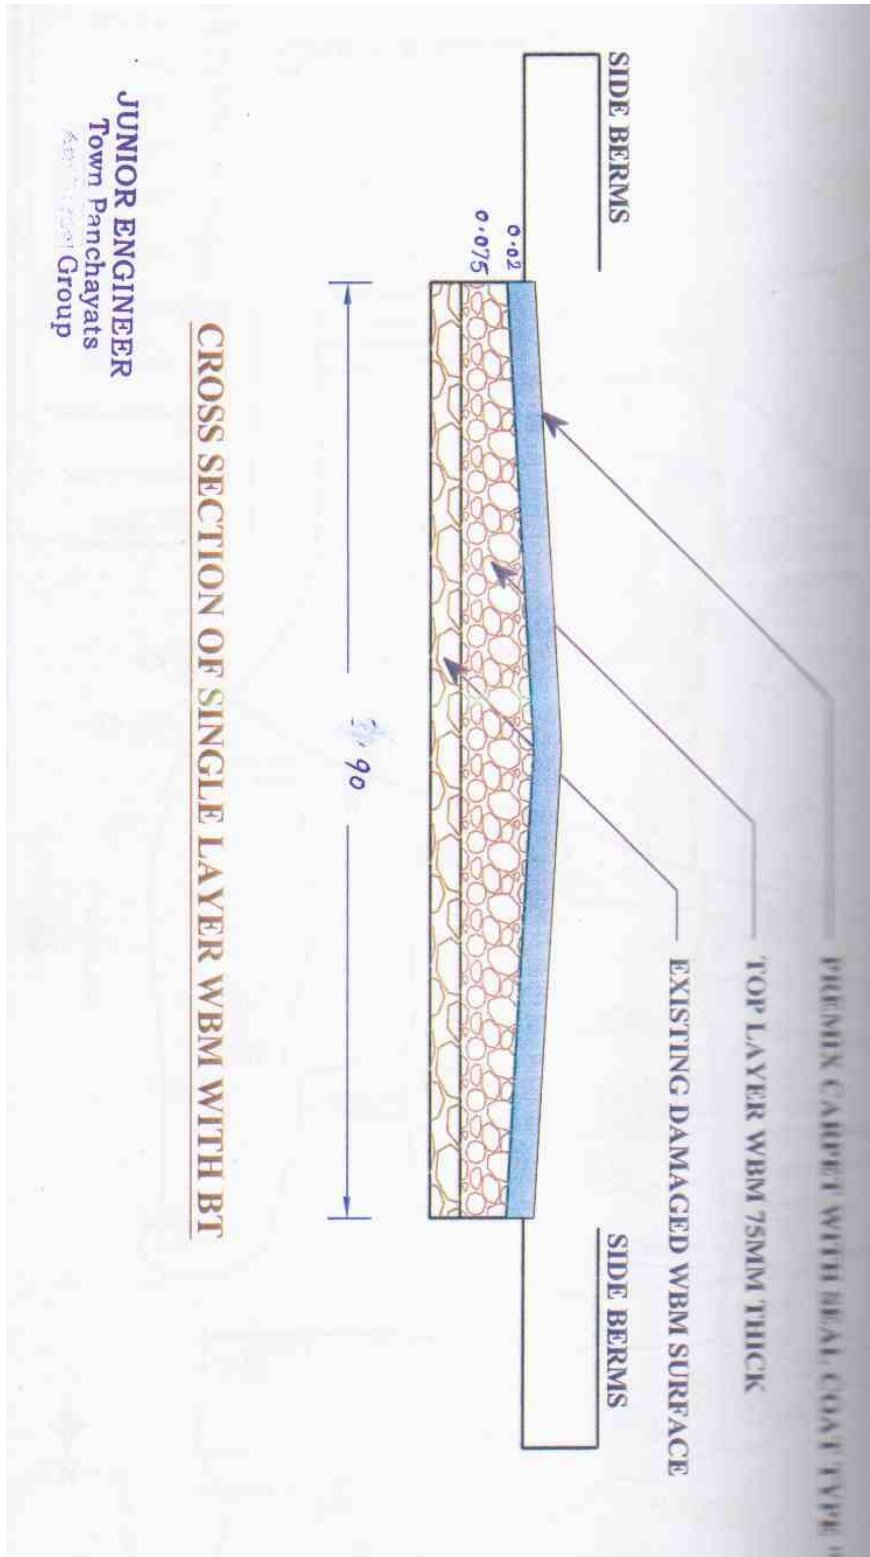 PREMIX CARPET WITH SEAL COAT TYPE "
TOP LAYER WBM 75MM THICK
EXISTING DAMAGED WBM SURFACE
SIDE BERMS
SIDE BERMS
0.02
0.075
90
CROSS SECTION OF SINGLE LAYER WBM WITH BT
JUNIOR ENGINEER
Town Panchayats
Group